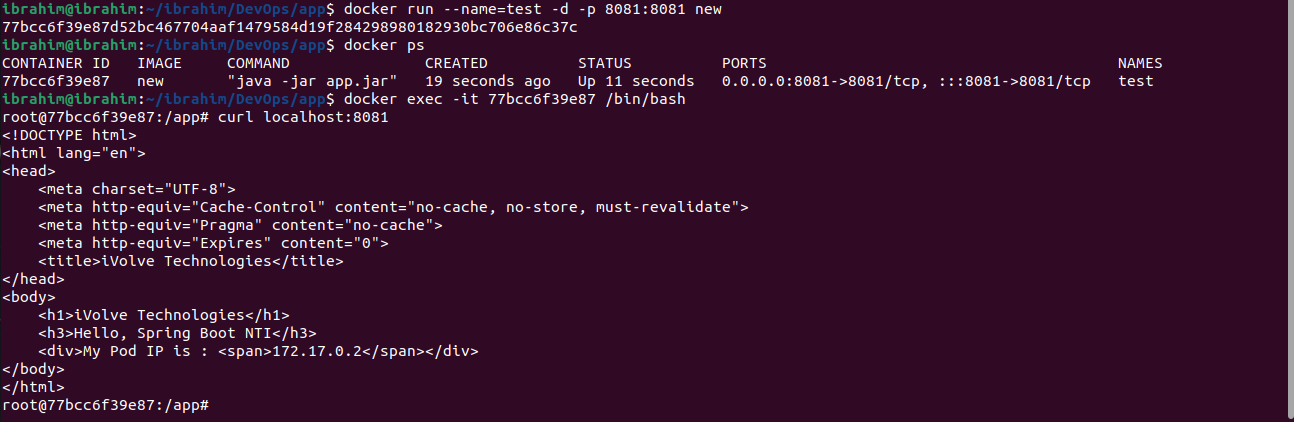 ibrahim@ibrahim:~/ibrahim/DevOps/app$ docker run --name=test -d -p 8081:8081 new
77bcc6f39e87d52bc467704aaf1479584d19f284298980182930bc706e86c37c
ibrahim@ibrahim:~/ibrahim/DevOps/app$ docker ps
CONTAINER ID   IMAGE     COMMAND               CREATED          STATUS          PORTS                                       NAMES
77bcc6f39e87   new       "java -jar app.jar"   19 seconds ago   Up 11 seconds   0.0.0.0:8081->8081/tcp, :::8081->8081/tcp   test
ibrahim@ibrahim:~/ibrahim/DevOps/app$ docker exec -it 77bcc6f39e87 /bin/bash
root@77bcc6f39e87:/app# curl localhost:8081
<!DOCTYPE html>
<html lang="en">
<head>
    <meta charset="UTF-8">
    <meta http-equiv="Cache-Control" content="no-cache, no-store, must-revalidate">
    <meta http-equiv="Pragma" content="no-cache">
    <meta http-equiv="Expires" content="0">
    <title>iVolve Technologies</title>
</head>
<body>
    <h1>iVolve Technologies</h1>
    <h3>Hello, Spring Boot NTI</h3>
    <div>My Pod IP is : <span>172.17.0.2</span></div>
</body>
</html>
root@77bcc6f39e87:/app#